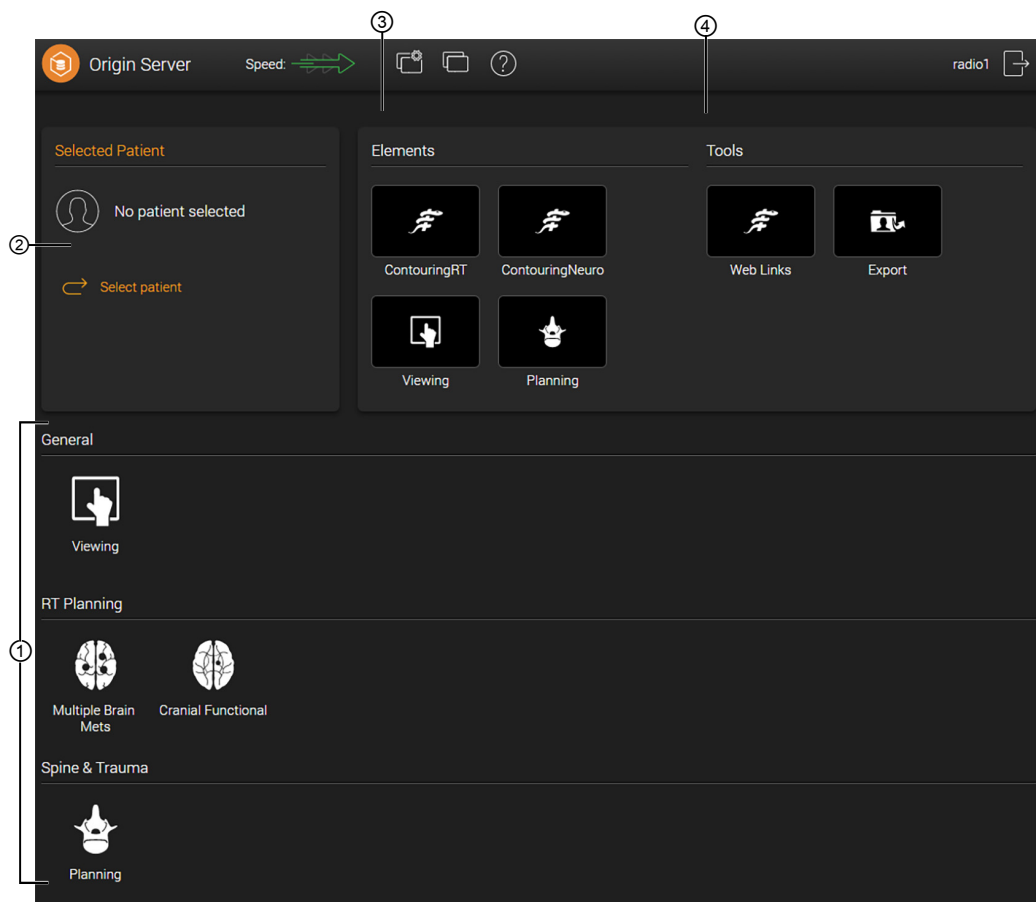 ③ ④
Origin Server Speed: radio1
Selected Patient
No patient selected
②
Select patient
Elements
ContouringRT ContouringNeuro
Viewing Planning
Tools
Web Links Export
①
General
Viewing
RT Planning
Multiple Brain
Mets
Cranial Functional
Spine & Trauma
Planning